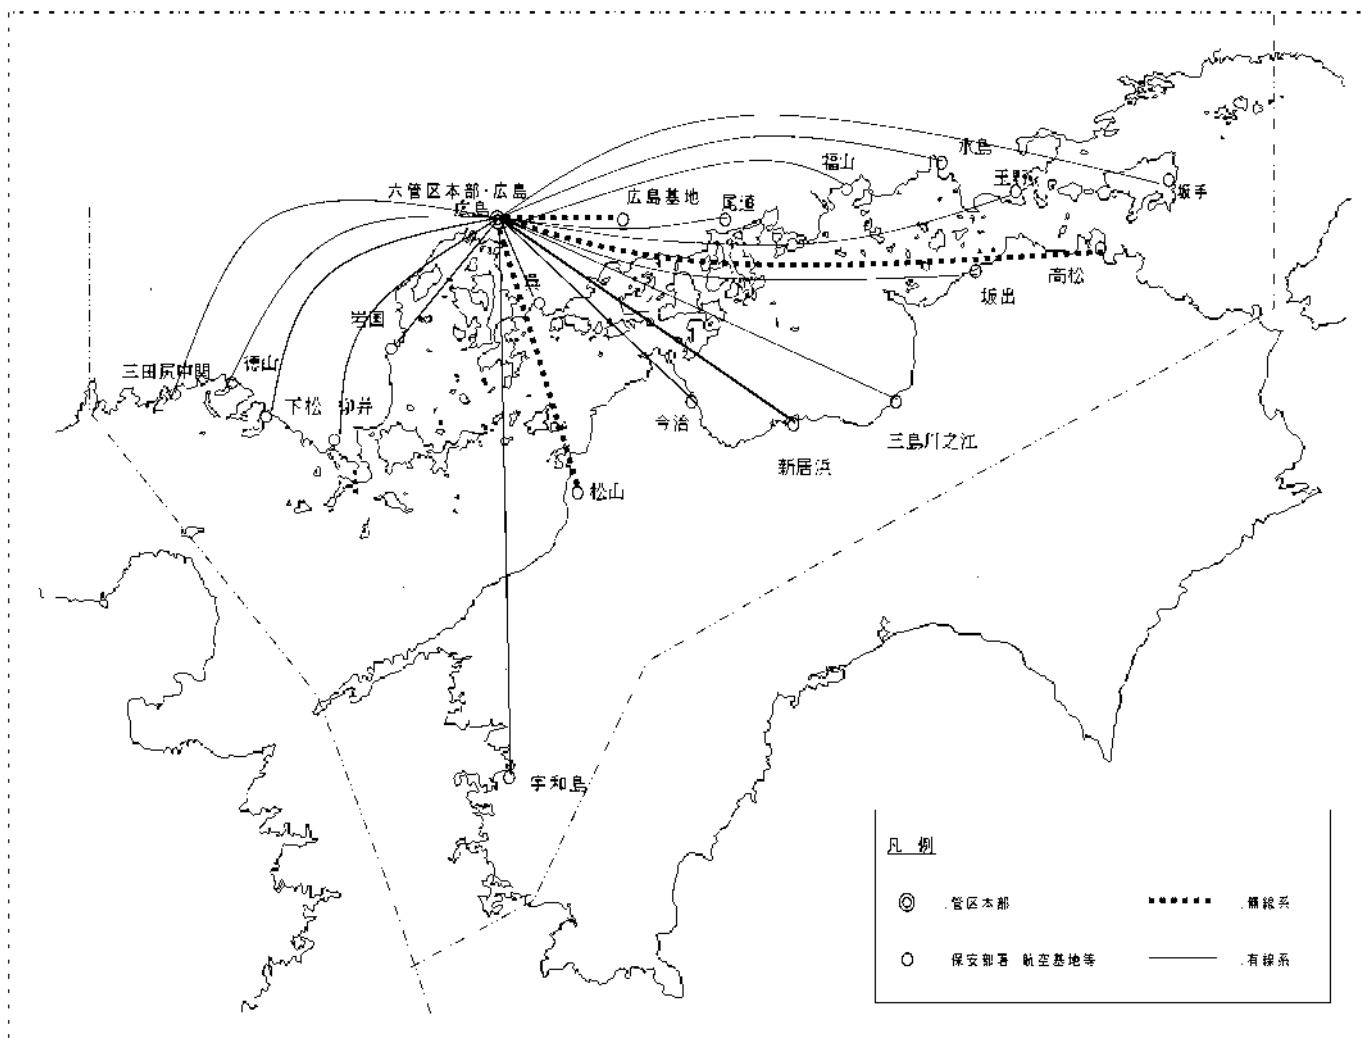 水島
福山
玉野
坂手
六管区本部・広島
広島基地
尾道
広島
高松
呉
坂出
岩国
三田尻中関
徳山
下松
柳井
今治
三島川之江
新居浜
松山
宇和島
凡 例
管区本部
有線系
保安部署 航空基地等